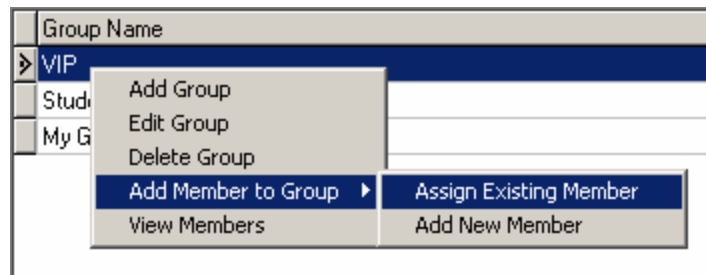 Group Name
VIP
Add Group
Edit Group
My G
Delete Group
Add Member to Group
Assign Existing Member
View Members
Add New Member